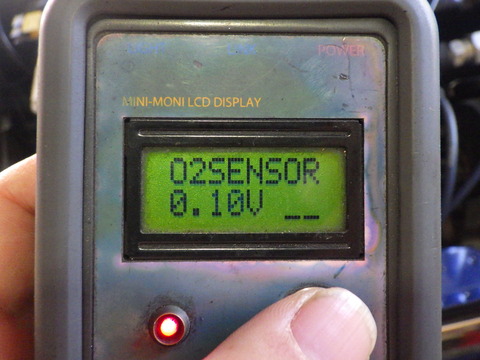 POWER
MINI-MONI LCD DISPLAY
O2SENSOR
0.10V __